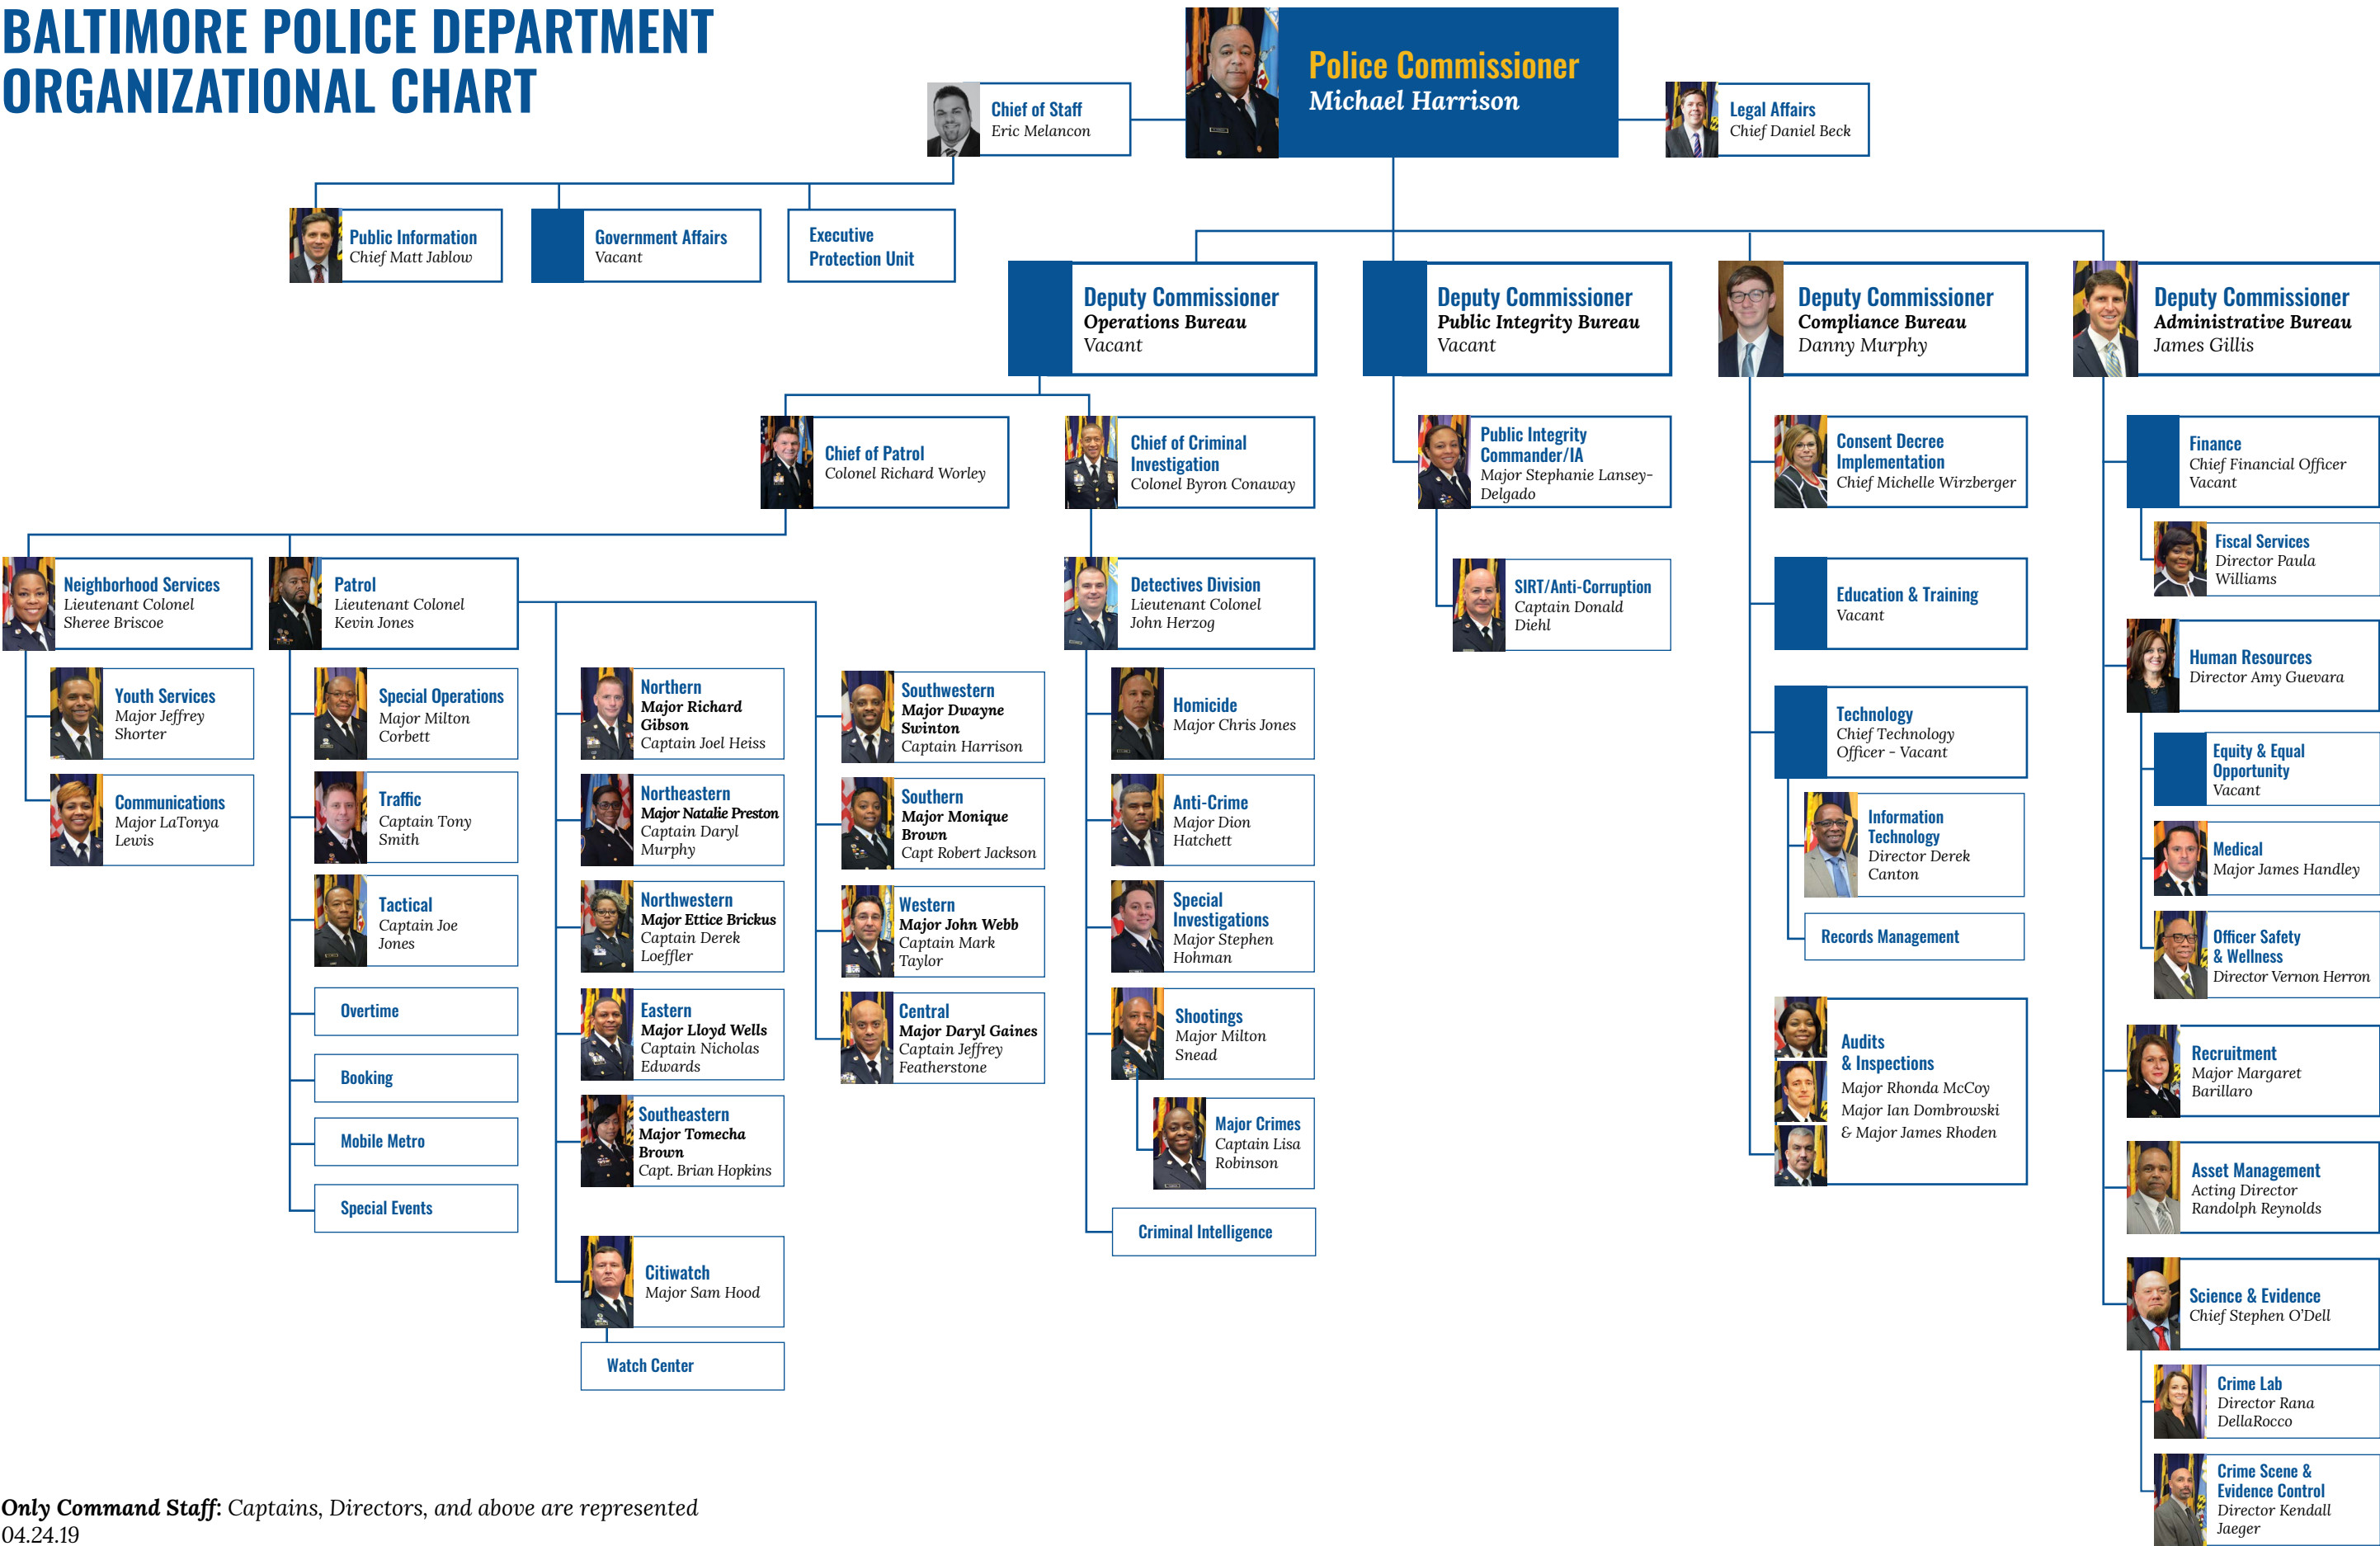 BALTIMORE POLICE DEPARTMENT
ORGANIZATIONAL CHART
Police Commissioner
Michael Harrison
Chief of Staff
Eric Melancon
Legal Affairs
Chief Daniel Beck
Public Information
Chief Matt Jablow
Government Affairs
Vacant
Executive
Protection Unit
Deputy Commissioner
Operations Bureau
Vacant
Deputy Commissioner
Public Integrity Bureau
Vacant
Deputy Commissioner
Compliance Bureau
Danny Murphy
Deputy Commissioner
Administrative Bureau
James Gillis
Chief of Patrol
Colonel Richard Worley
Chief of Criminal
Investigation
Colonel Byron Conaway
Public Integrity
Commander/IA
Major Stephanie Lansey-
Delgado
Consent Decree
Implementation
Chief Michelle Wirzberger
Finance
Chief Financial Officer
Vacant
Fiscal Services
Director Paula
Williams
Neighborhood Services
Lieutenant Colonel
Sheree Briscoe
Patrol
Lieutenant Colonel
Kevin Jones
Detectives Division
Lieutenant Colonel
John Herzog
SIRT/Anti-Corruption
Captain Donald
Diehl
Education & Training
Vacant
Human Resources
Director Amy Guevara
Youth Services
Major Jeffrey
Shorter
Communications
Major LaTonya
Lewis
Special Operations
Major Milton
Corbett
Traffic
Captain Tony
Smith
Tactical
Captain Joe
Jones
Overtime
Booking
Mobile Metro
Special Events
Northern
Major Richard
Gibson
Captain Joel Heiss
Northeastern
Major Natalie Preston
Captain Daryl
Murphy
Northwestern
Major Ettice Brickus
Captain Derek
Loeffler
Eastern
Major Lloyd Wells
Captain Nicholas
Edwards
Southeastern
Major Tomecha
Brown
Capt. Brian Hopkins
Citiwatch
Major Sam Hood
Watch Center
Southwestern
Major Dwayne
Swinton
Captain Harrison
Southern
Major Monique
Brown
Capt Robert Jackson
Western
Major John Webb
Captain Mark
Taylor
Central
Major Daryl Gaines
Captain Jeffrey
Featherstone
Homicide
Major Chris Jones
Anti-Crime
Major Dion
Hatchett
Special
Investigations
Major Stephen
Hohman
Shootings
Major Milton
Snead
Major Crimes
Captain Lisa
Robinson
Criminal Intelligence
Technology
Chief Technology
Officer - Vacant
Information
Technology
Director Derek
Canton
Records Management
Audits
& Inspections
Major Rhonda McCoy
Major Ian Dombrowski
& Major James Rhoden
Equity & Equal
Opportunity
Vacant
Medical
Major James Handley
Officer Safety
& Wellness
Director Vernon Herron
Recruitment
Major Margaret
Barillaro
Asset Management
Acting Director
Randolph Reynolds
Science & Evidence
Chief Stephen O'Dell
Crime Lab
Director Rana
DellaRocco
Crime Scene &
Evidence Control
Director Kendall
Jaeger
Only Command Staff: Captains, Directors, and above are represented
04.24.19